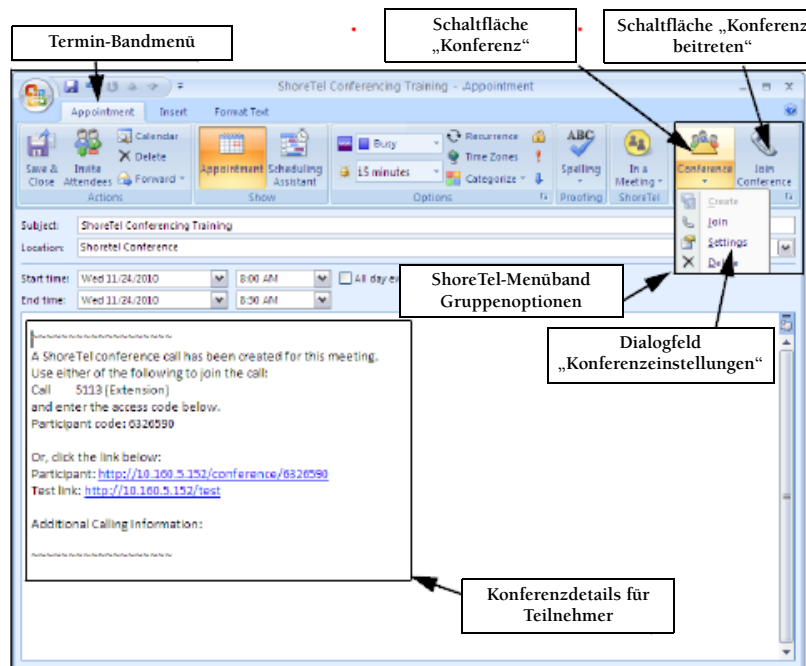 Termin-Bandmenü
Schaltfläche
„Konferenz“
Schaltfläche „Konferenz
beitreten“
ShoreTel Conferencing Training - Appointment
Appointment
Insert
Format Text
Save &
Close
Invite
Attendees
Calendar
Delete
Forward
Actions
Appointment
Scheduling
Assistant
Show
Busy
15 minutes
Recurrence
Time Zones
Categorize
Options
ABC
Spelling
Proofing
In a
Meeting
ShoreTel
Conference
Join
Conference
Create
Join
Settings
Subject:
ShoreTel Conferencing Training
Location:
Shoretel Conference
Start time:
Wed 11/24/2010
8:00 AM
All day
End time:
Wed 11/24/2010
8:30 AM
ShoreTel-Menüband
Gruppenoptionen
Dialogfeld
„Konferenzeinstellungen“
~~~~~~~~~~~~~~~~~~~
A ShoreTel conference call has been created for this meeting.
Use either of the following to join the call:
Call 5113 (Extension)
and enter the access code below.
Participant code: 6326590
Or, click the link below:
Participant: http://10.160.5.152/conference/6326590
Test link: http://10.160.5.152/test
Additional Calling Information:
~~~~~~~~~~~~~~~~~~~
Konferenzdetails für
Teilnehmer